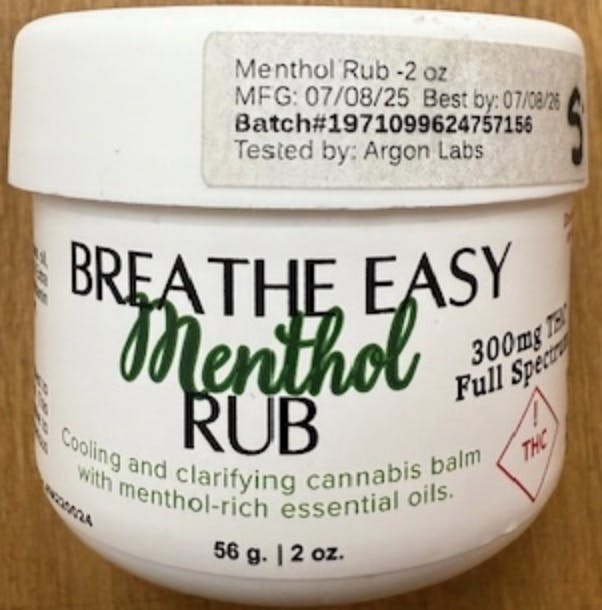 Menthol Rub -2 oz
MFG: 07/08/25 Best by: 07/08/26
Batch#1971099624757156
Tested by: Argon Labs
BREATHE EASY
Menthol
RUB
300mg THC
Full Spectrum
!
THC
Cooling and clarifying cannabis balm
with menthol-rich essential oils.
56 g. | 2 oz.